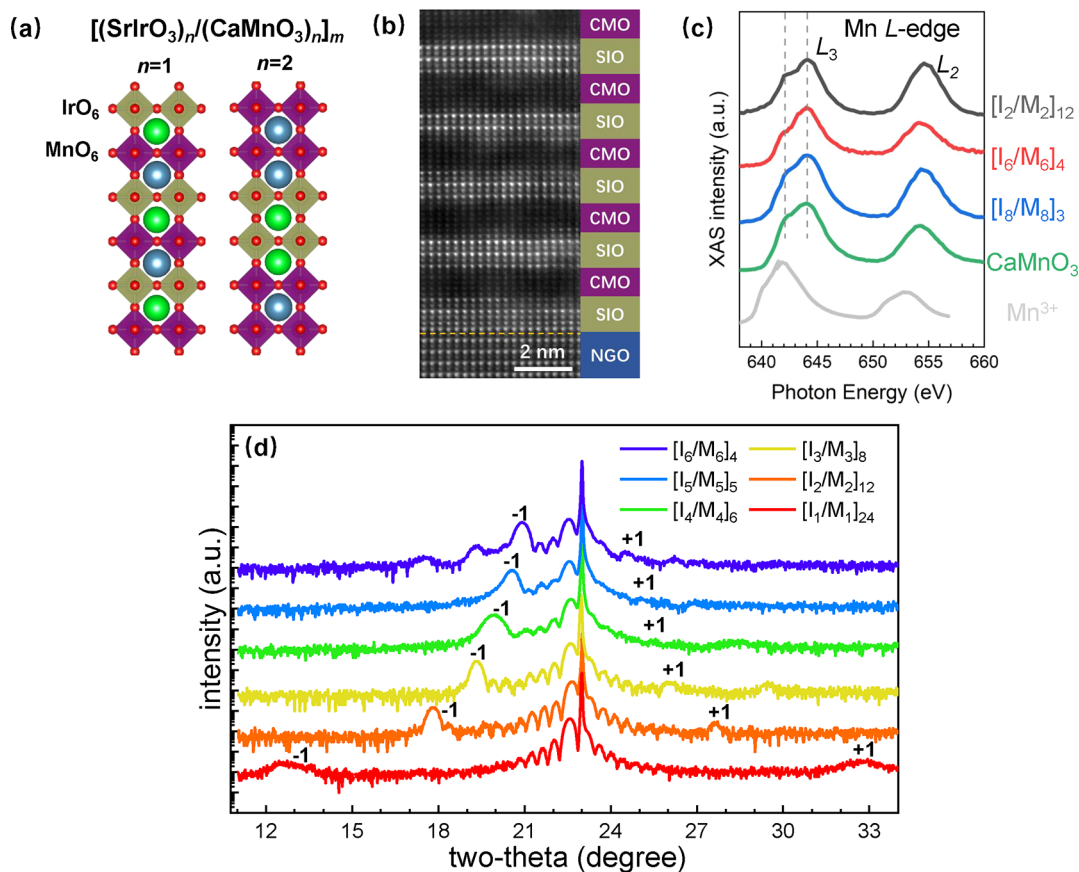 (a)
[(SrIrO₃)ₙ/(CaMnO₃)ₙ]ₘ
n=1
n=2
IrO₆
MnO₆
(b)
CMO
SIO
CMO
SIO
CMO
SIO
CMO
SIO
CMO
SIO
NGO
2 nm
(c)
Mn L-edge
L₃
L₂
[I₂/M₂]₁₂
[I₆/M₆]₄
[I₈/M₈]₃
CaMnO₃
Mn³⁺
XAS intensity (a.u.)
640 645 650 655 660
Photon Energy (eV)
(d)
[I₆/M₆]₄
[I₃/M₃]₈
[I₅/M₅]₅
[I₂/M₂]₁₂
[I₄/M₄]₆
[I₁/M₁]₂₄
-1
+1
-1
+1
-1
+1
-1
+1
-1
+1
-1
+1
intensity (a.u.)
12 15 18 21 24 27 30 33
two-theta (degree)